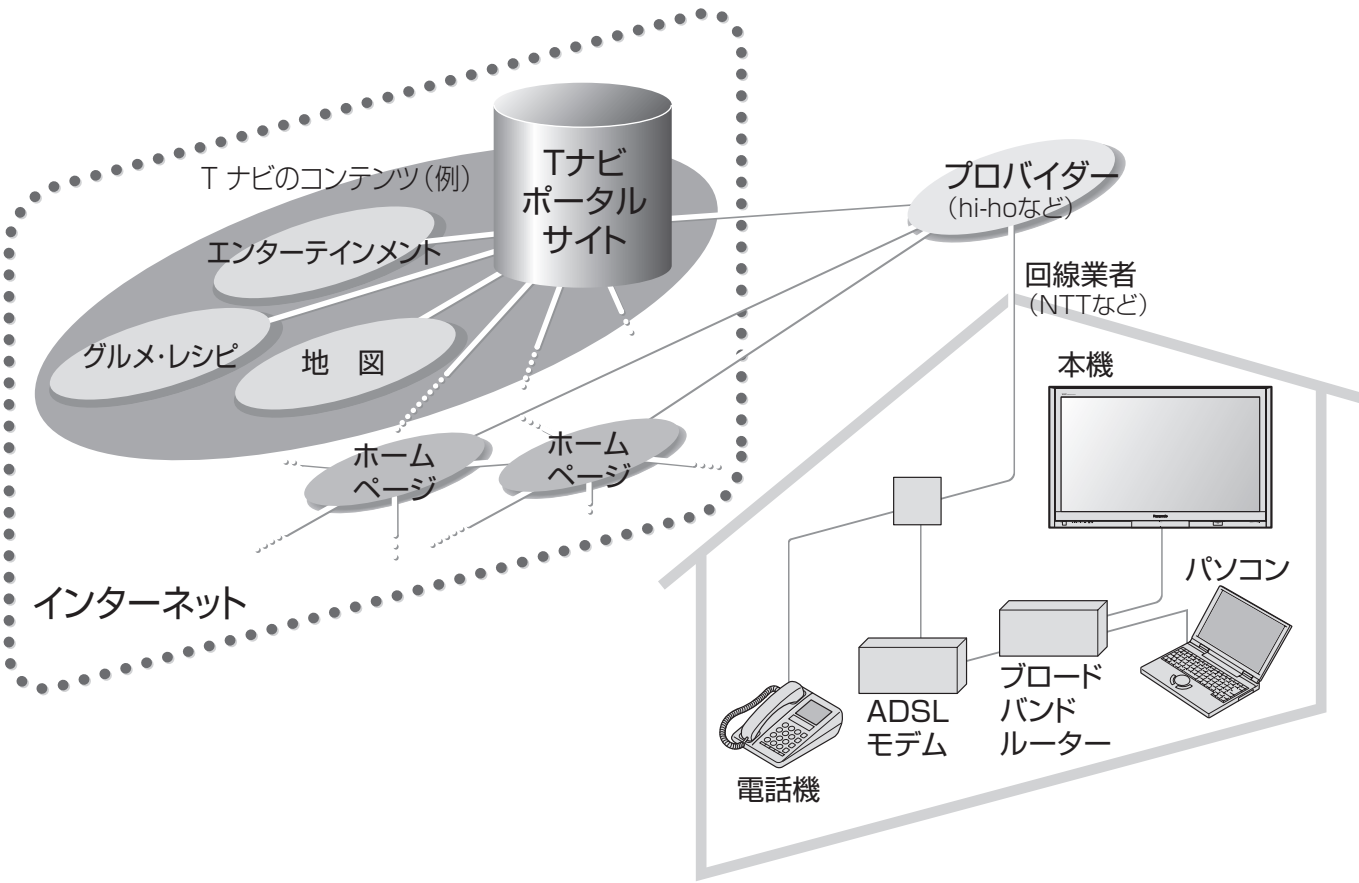 Tナビのコンテンツ(例)
Tナビ
ポータル
サイト
エンターテインメント
グルメ・レシピ
地 図
ホーム
ページ
ホーム
ページ
インターネット
プロバイダー
(hi-hoなど)
回線業者
(NTTなど)
本機
パソコン
ブロード
バンド
ルーター
ADSL
モデム
電話機
Panasonic